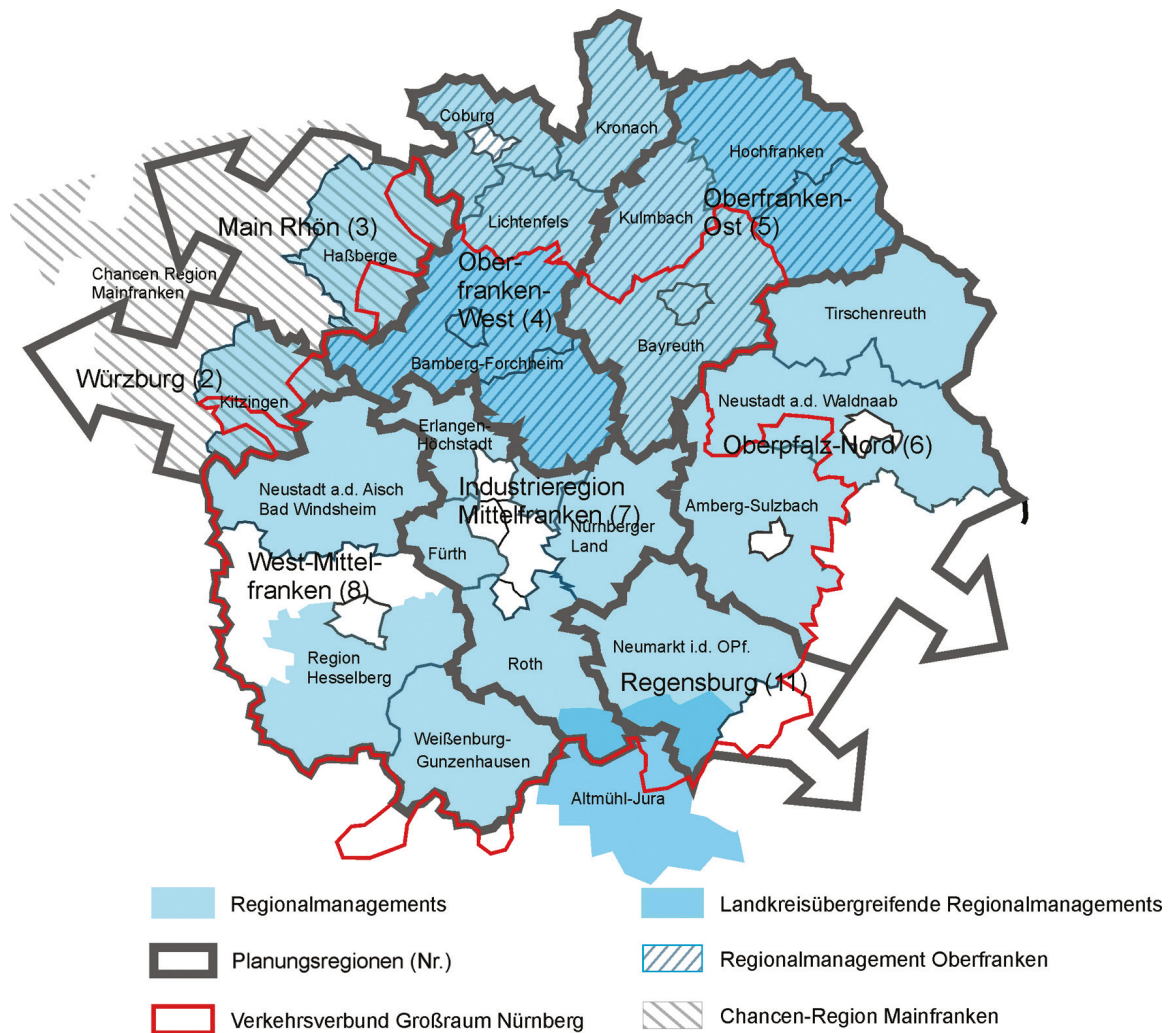 Coburg
Kronach
Hochfranken
Lichtenfels
Kulmbach
Oberfranken-
Ost (5)
Main Rhön (3)
Haßberge
Chancen Region
Mainfranken
Ober-
franken-
West (4)
Tirschenreuth
Bayreuth
Bamberg-Forchheim
Würzburg (2)
Kitzingen
Neustadt a.d. Waldnaab
Oberpfalz-Nord (6)
Erlangen-
Höchstadt
Neustadt a.d. Aisch
Bad Windsheim
Industrieregion
Mittelfranken (7)
Nürnberger
Land
Amberg-Sulzbach
Fürth
West-Mittel-
franken (8)
Region
Hesselberg
Roth
Neumarkt i.d. OPf.
Regensburg (11)
Weißenburg-
Gunzenhausen
Altmühl-Jura
Regionalmanagements
Landkreisübergreifende Regionalmanagements
Planungsregionen (Nr.)
Regionalmanagement Oberfranken
Verkehrsverbund Großraum Nürnberg
Chancen-Region Mainfranken